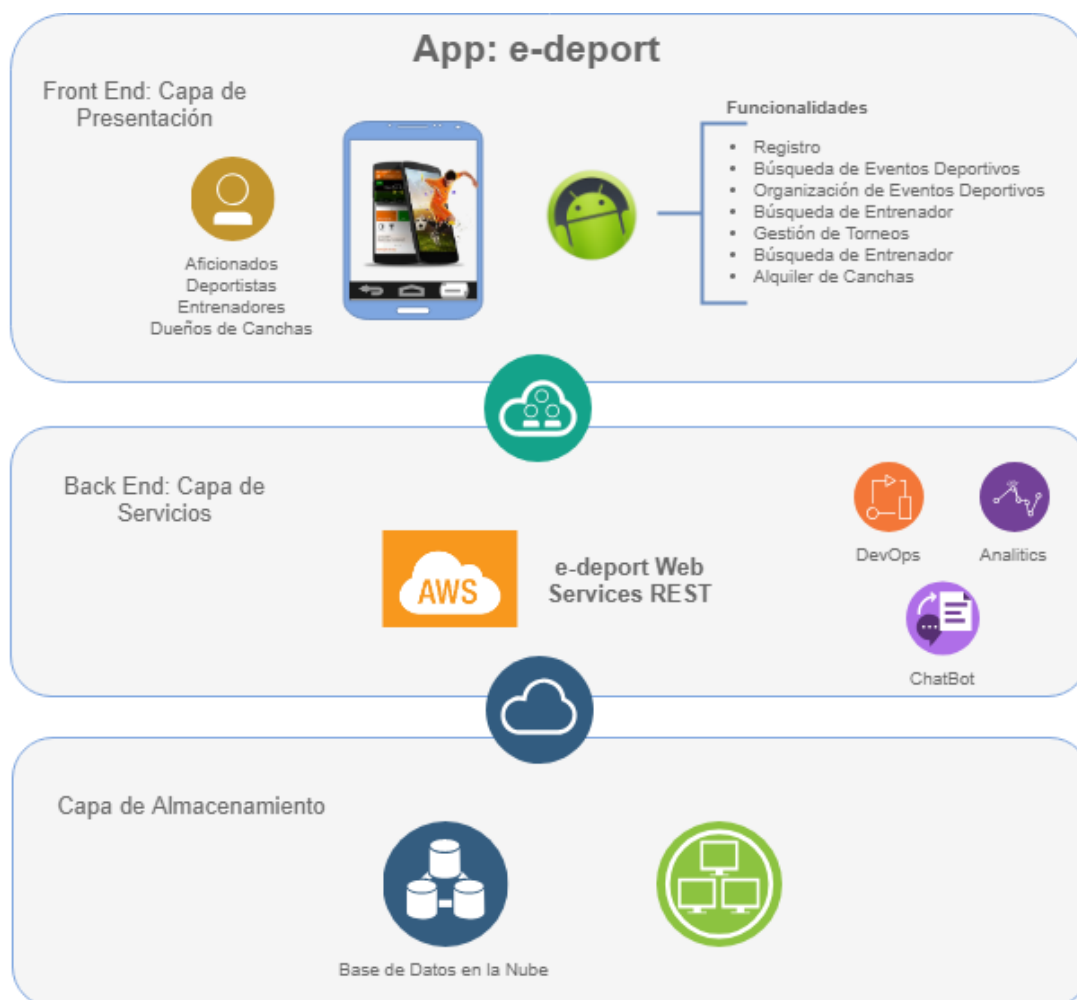 App: e-deport
Front End: Capa de
Presentación
Aficionados
Deportistas
Entrenadores
Dueños de Canchas
Funcionalidades
Registro
Búsqueda de Eventos Deportivos
Organización de Eventos Deportivos
Búsqueda de Entrenador
Gestión de Torneos
Búsqueda de Entrenador
Alquiler de Canchas
Back End: Capa de
Servicios
AWS
e-deport Web
Services REST
DevOps
Analitics
ChatBot
Capa de Almacenamiento
Base de Datos en la Nube